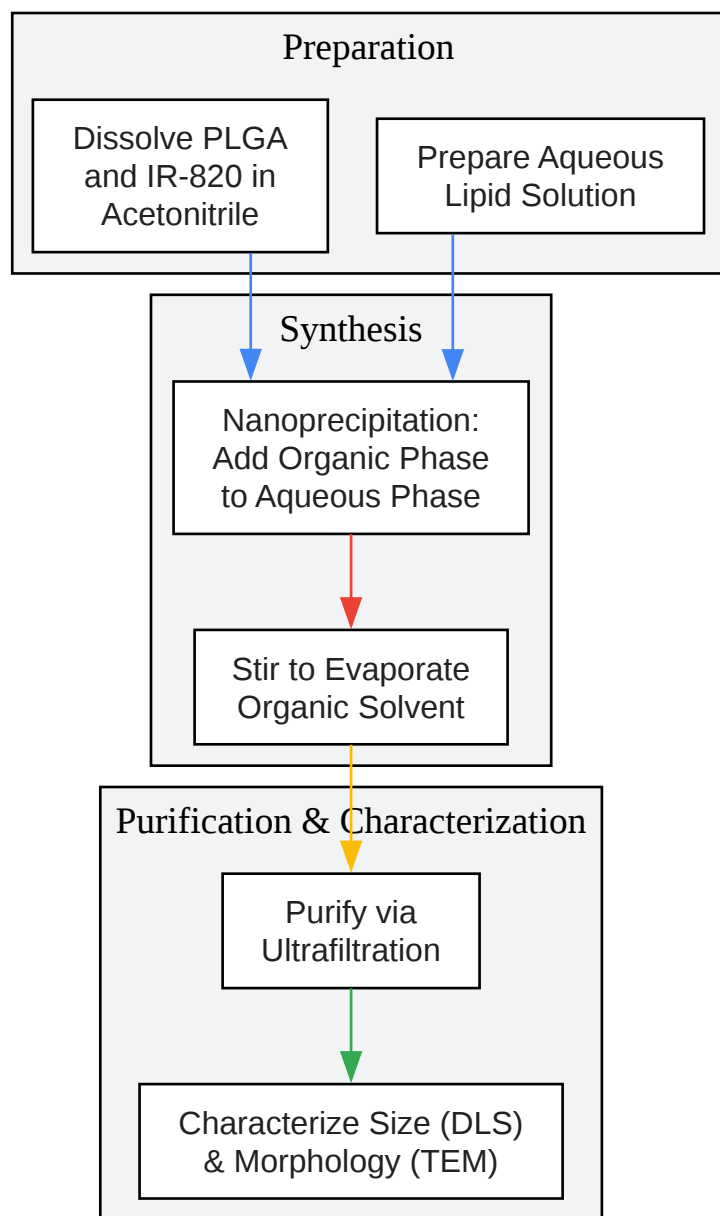 Preparation
Dissolve PLGA
and IR-820 in
Acetonitrile
Prepare Aqueous
Lipid Solution
Synthesis
Nanoprecipitation:
Add Organic Phase
to Aqueous Phase
Stir to Evaporate
Organic Solvent
Purification & Characterization
Purify via
Ultrafiltration
Characterize Size (DLS)
& Morphology (TEM)